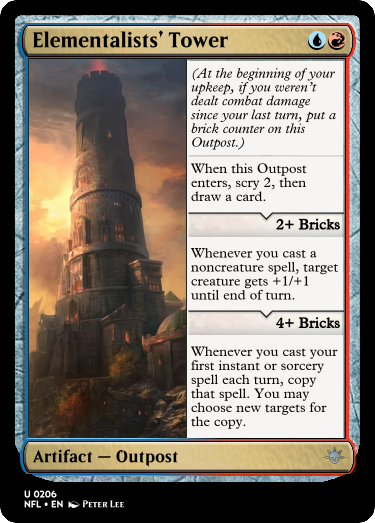 Elementalists' Tower
(At the beginning of your
upkeep, if you weren't
dealt combat damage
since your last turn, put a
brick counter on this
Outpost.)
When this Outpost
enters, scry 2, then
draw a card.
2+ Bricks
Whenever you cast a
noncreature spell, target
creature gets +1/+1
until end of turn.
4+ Bricks
Whenever you cast your
first instant or sorcery
spell each turn, copy
that spell. You may
choose new targets for
the copy.
Artifact — Outpost
U 0206
NFL • EN Peter Lee